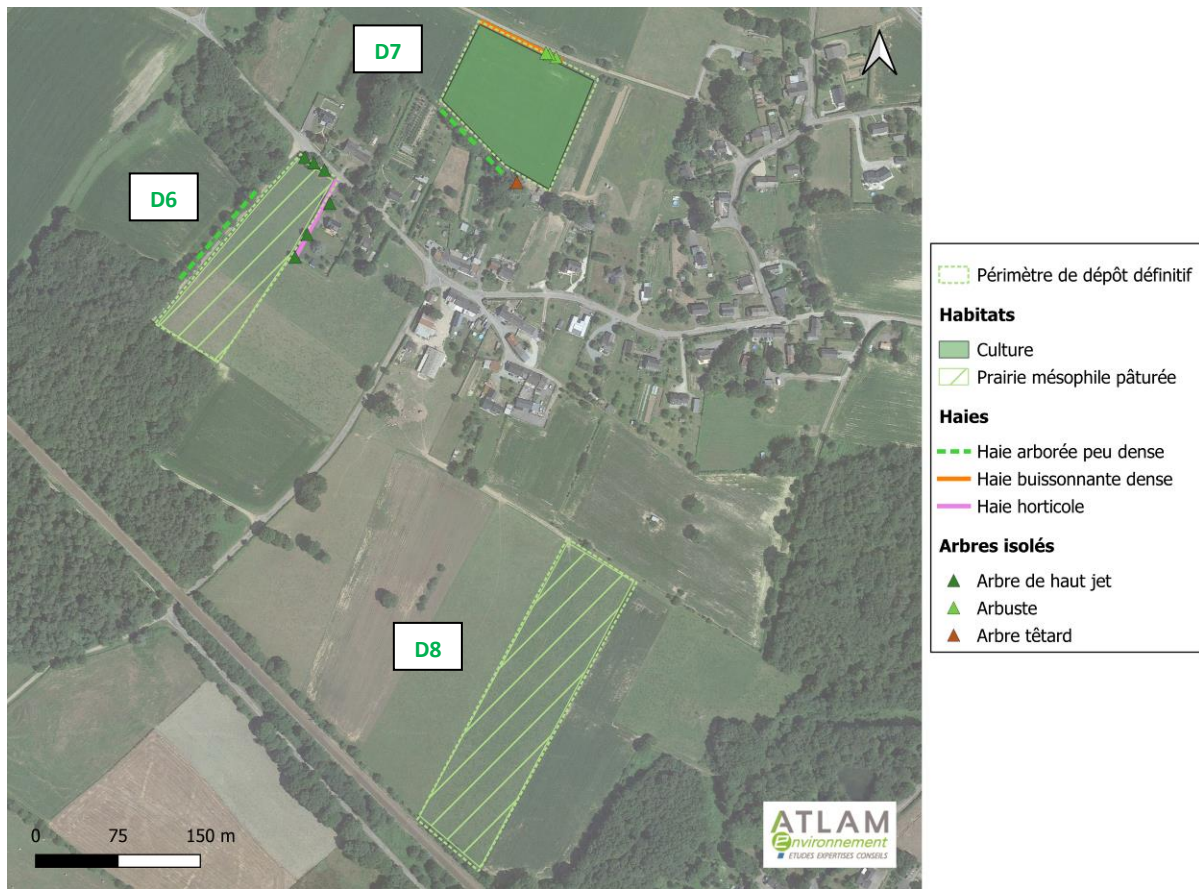 D7
D6
D8
0 75 150 m
ATLAM
environnement
ETUDES EXPERTISES CONSEILS
Périmètre de dépôt définitif
Habitats
Culture
Prairie mésophile pâturée
Haies
Haie arborée peu dense
Haie buissonnante dense
Haie horticole
Arbres isolés
Arbre de haut jet
Arbuste
Arbre têtard